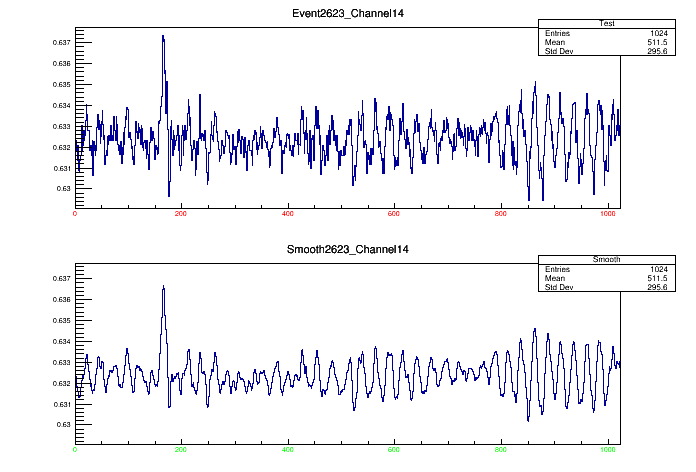 Event2623_Channel14
Test
Entries 1024
Mean 511.5
Std Dev 295.6
0.637
0.636
0.635
0.634
0.633
0.632
0.631
0.63
0 200 400 600 800 1000
Smooth2623_Channel14
Smooth
Entries 1024
Mean 511.5
Std Dev 295.6
0.637
0.636
0.635
0.634
0.633
0.632
0.631
0.63
0 200 400 600 800 1000